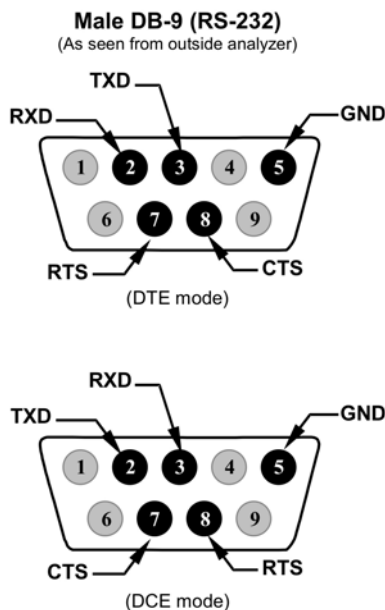 Male DB-9 (RS-232)
(As seen from outside analyzer)
TXD
RXD
GND
1 2 3 4 5
6 7 8 9
RTS
CTS
(DTE mode)
RXD
TXD
GND
1 2 3 4 5
6 7 8 9
CTS
RTS
(DCE mode)